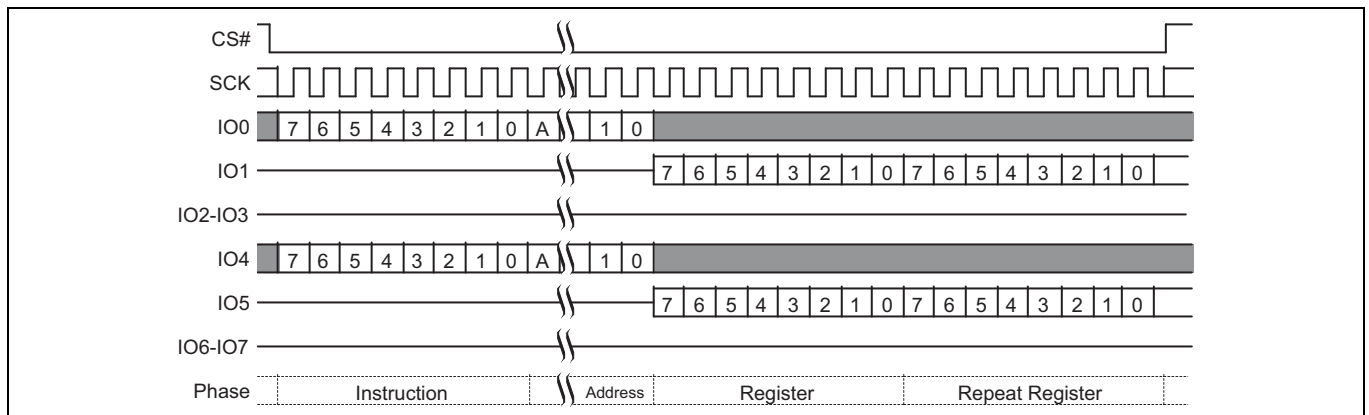 CS#
SCK
IO0 7 6 5 4 3 2 1 0 A 1 0
IO1 7 6 5 4 3 2 1 0 7 6 5 4 3 2 1 0
IO2-IO3
IO4 7 6 5 4 3 2 1 0 A 1 0
IO5 7 6 5 4 3 2 1 0 7 6 5 4 3 2 1 0
IO6-IO7
Phase Instruction Address Register Repeat Register